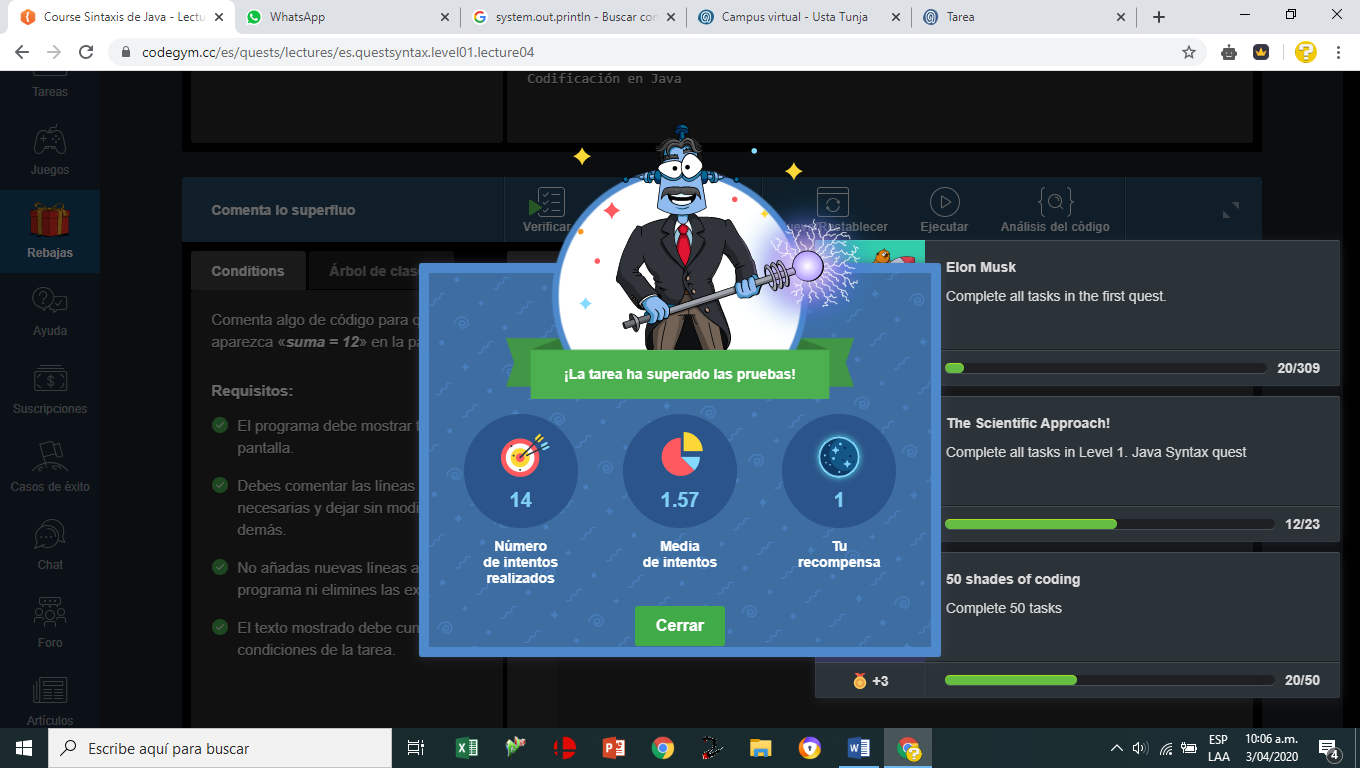 Course Sintaxis de Java - Lectu
WhatsApp
system.out.println - Buscar con
Campus virtual - Usta Tunja
Tarea
codegym.cc/es/quests/lectures/es.questsyntax.level01.lecture04
Tareas
Juegos
Rebajas
Ayuda
Suscripciones
Casos de éxito
Chat
Foro
Artículos
Codificación en Java
Comenta lo superfluo
Verificar
Restablecer
Ejecutar
Análisis del código
Conditions
Árbol de clas
Comenta algo de código para q
aparezca «suma = 12» en la pa
Requisitos:
El programa debe mostrar t
pantalla.
Debes comentar las líneas
necesarias y dejar sin modi
demás.
No añadas nuevas líneas a
programa ni elimines las ex
El texto mostrado debe cum
condiciones de la tarea.
¡La tarea ha superado las pruebas!
14
Número
de intentos
realizados
1.57
Media
de intentos
1
Tu
recompensa
Cerrar
Elon Musk
Complete all tasks in the first quest.
20/309
The Scientific Approach!
Complete all tasks in Level 1. Java Syntax quest
12/23
50 shades of coding
Complete 50 tasks
+3
20/50
Escribe aquí para buscar
ESP
LAA
10:06 a.m.
3/04/2020
4